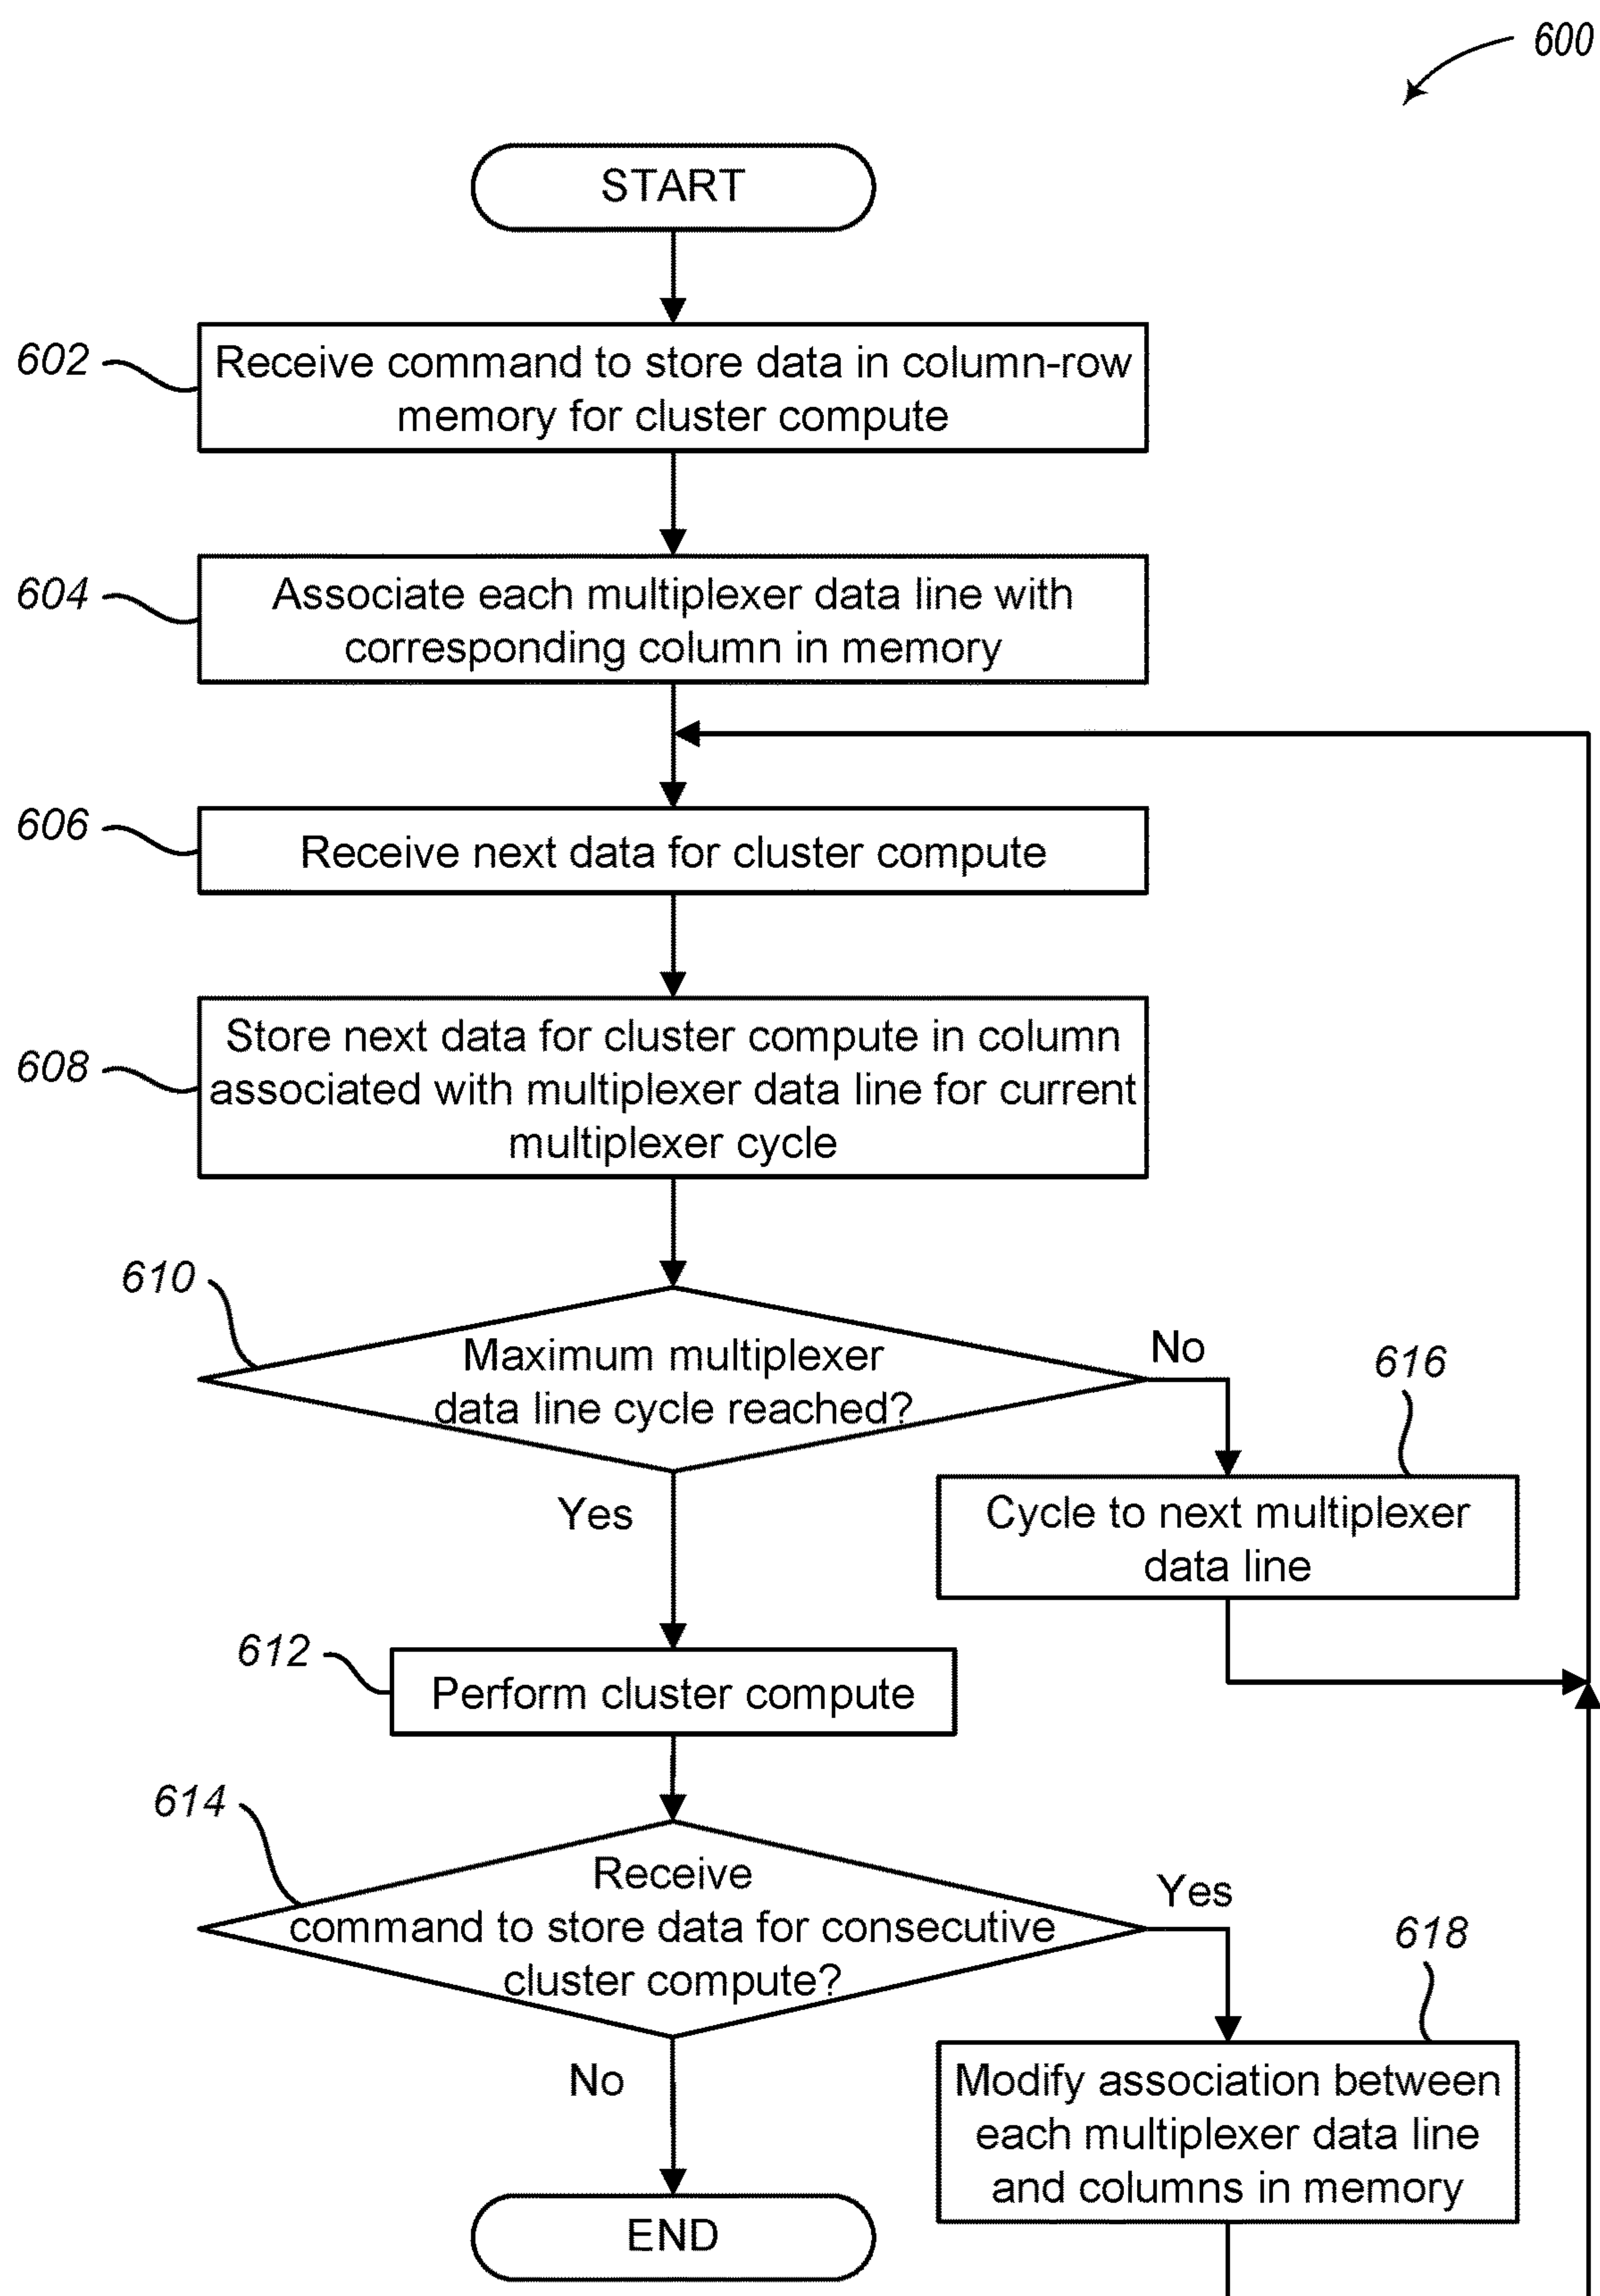 600
START
602
Receive command to store data in column-row
memory for cluster compute
604
Associate each multiplexer data line with
corresponding column in memory
606
Receive next data for cluster compute
608
Store next data for cluster compute in column
associated with multiplexer data line for current
multiplexer cycle
610
Maximum multiplexer
data line cycle reached?
No
616
Yes
Cycle to next multiplexer
data line
612
Perform cluster compute
614
Receive
command to store data for consecutive
cluster compute?
Yes
618
No
Modify association between
each multiplexer data line
and columns in memory
END